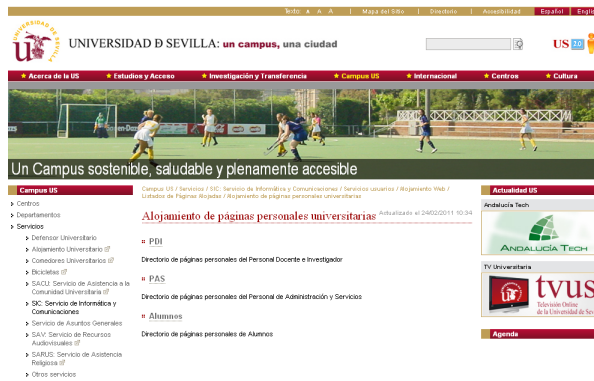 Texto: A A A | Mapa del Sitio | Directorio | Accesibilidad Español Englis
UNIVERSIDAD DE SEVILLA
UNIVERSIDAD D SEVILLA: un campus, una ciudad
US 2.0
Acerca de la US Estudios y Acceso Investigación y Transferencia Campus US Internacional Centros Cultura
Un Campus sostenible, saludable y plenamente accesible
Campus US
Centros
Departamentos
Servicios
Defensor Universitario
Alojamiento Universitario
Comedores Universitarios
Bicicletas
SACU: Servicio de Asistencia a la
Comunidad Universitaria
SIC: Servicio de Informática y
Comunicaciones
Servicio de Asuntos Generales
SAV: Servicio de Recursos
Audiovisuales
SARUS: Servicio de Asistencia
Religiosa
Otros servicios
Campus US / Servicios / SIC: Servicio de Informática y Comunicaciones / Servicios usuarios / Alojamiento Web /
Listados de Páginas Alojadas / Alojamiento de páginas personales universitarias
Alojamiento de páginas personales universitarias Actualizado el 24/02/2011 10:34
PDI
Directorio de páginas personales del Personal Docente e Investigador
PAS
Directorio de páginas personales del Personal de Administración y Servicios
Alumnos
Directorio de páginas personales de Alumnos
Actualidad US
Andalucía Tech
ANDALUCÍA TECH
TV Universitaria
tvus
Televisión Online
de la Universidad de Sev
Agenda